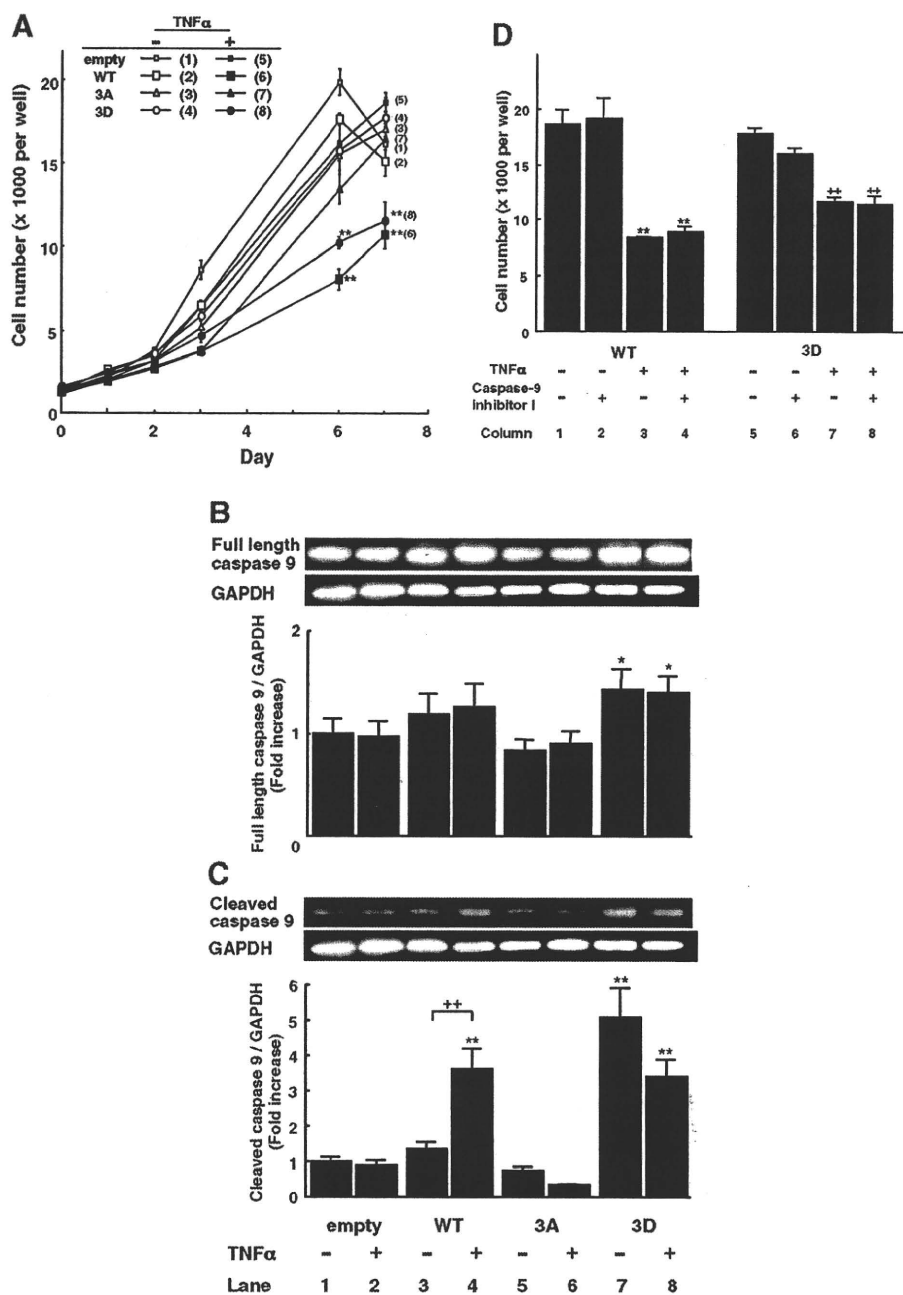 A
TNFα
− +
empty (1) (5)
WT (2) (6)
3A (3) (7)
3D (4) (8)
Cell number (x 1000 per well)
20
15
10
5
0
0 2 4 6 8
Day
(5)
(4)
(3)
(7)
(1)
(2)
**
**(8)
**(6)
**
D
Cell number (x 1000 per well)
20
15
10
5
0
** ** ++ ++
WT 3D
TNFα − − + + − − + +
Caspase-9
inhibitor I − + − + − + − +
Column 1 2 3 4 5 6 7 8
B
Full length
caspase 9
GAPDH
Full length caspase 9 / GAPDH
(Fold increase)
2
1
0
* *
C
Cleaved
caspase 9
GAPDH
Cleaved caspase 9 / GAPDH
(Fold increase)
6
5
4
3
2
1
0
++
** ** **
empty WT 3A 3D
TNFα − + − + − + − +
Lane 1 2 3 4 5 6 7 8